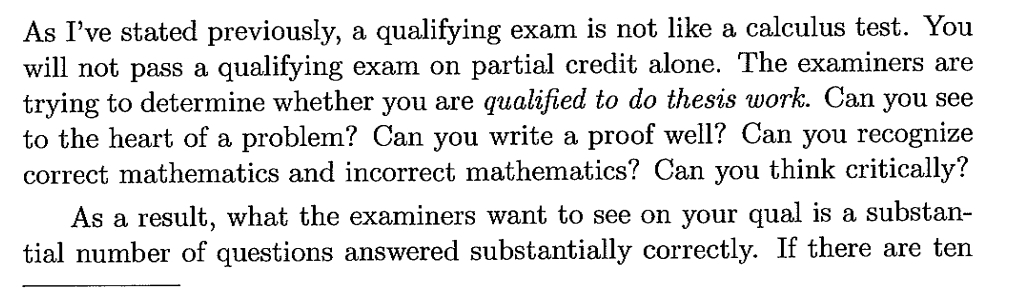 As I've stated previously, a qualifying exam is not like a calculus test. You
will not pass a qualifying exam on partial credit alone. The examiners are
trying to determine whether you are qualified to do thesis work. Can you see
to the heart of a problem? Can you write a proof well? Can you recognize
correct mathematics and incorrect mathematics? Can you think critically?
As a result, what the examiners want to see on your qual is a substan-
tial number of questions answered substantially correctly. If there are ten